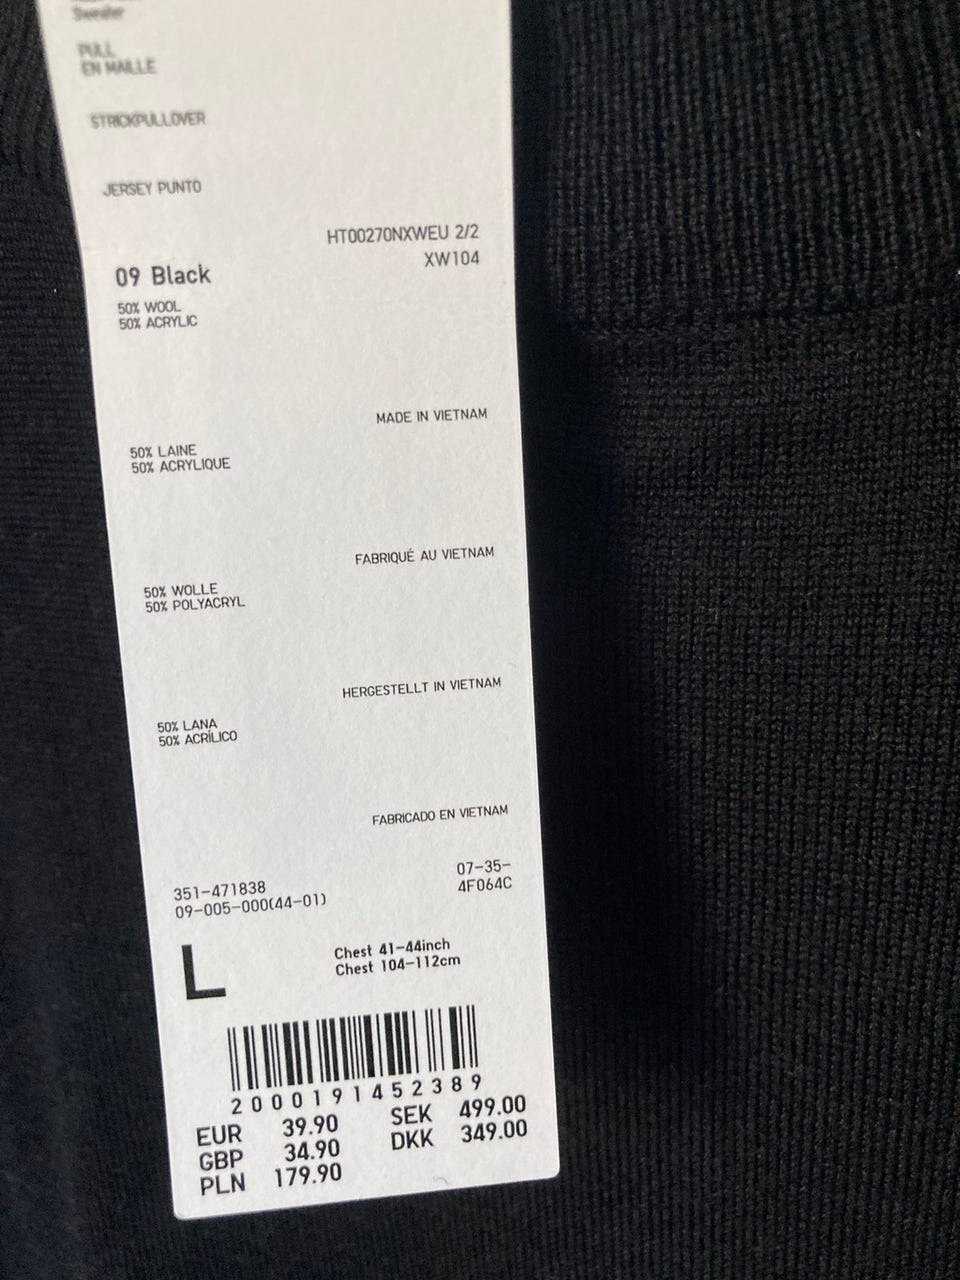 Sweater
PULL
EN MAILLE
STRICKPULLOVER
JERSEY PUNTO
HT00270NXWEU 2/2
XW104
09 Black
50% WOOL
50% ACRYLIC
MADE IN VIETNAM
50% LAINE
50% ACRYLIQUE
FABRIQUÉ AU VIETNAM
50% WOLLE
50% POLYACRYL
HERGESTELLT IN VIETNAM
50% LANA
50% ACRÍLICO
FABRICADO EN VIETNAM
351-471838
09-005-000(44-01)
07-35-
4F064C
L
Chest 41-44inch
Chest 104-112cm
2000191452389
EUR 39.90
GBP 34.90
PLN 179.90
SEK 499.00
DKK 349.00